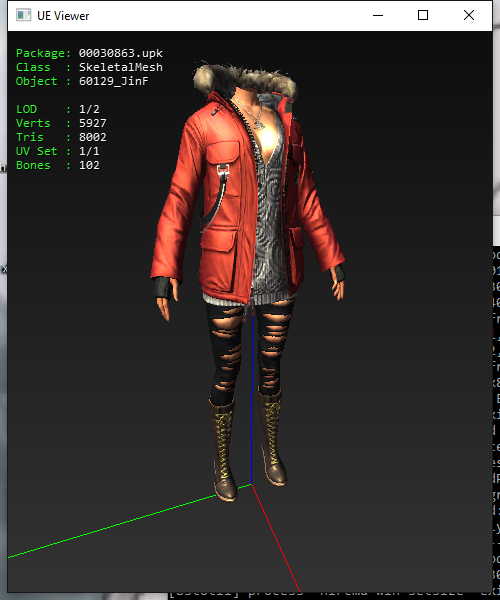 UE Viewer
Package: 00030863.upk
Class  : SkeletalMesh
Object : 60129_JinF
LOD    : 1/2
Verts  : 5927
Tris   : 8002
UV Set : 1/1
Bones  : 102